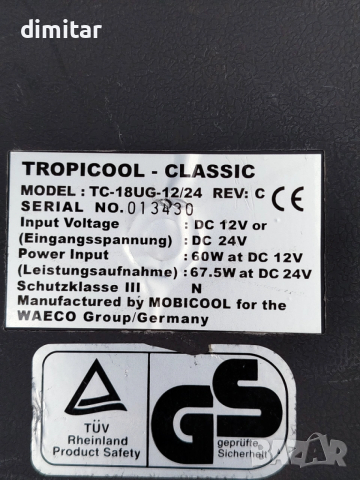 dimitar
TROPICOOL - CLASSIC
MODEL : TC-18UG-12/24 REV: C CE
SERIAL NO. 013430
Input Voltage : DC 12V or
(Eingangsspannung) : DC 24V
Power Input : 60W at DC 12V
(Leistungsaufnahme) : 67.5W at DC 24V
Schutzklasse III N
Manufactured by MOBICOOL for the
WAECO Group/Germany
TÜV
Rheinland
Product Safety
GS
geprüfte
Sicherheit
BAZAR